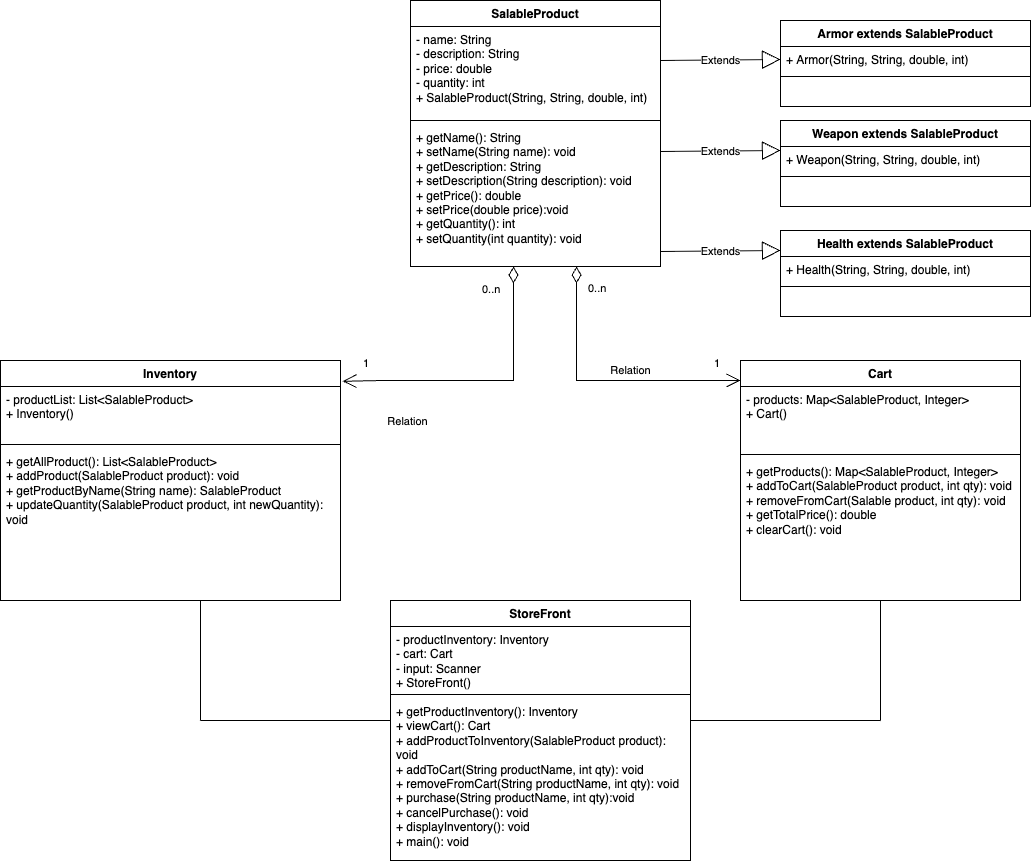 SalableProduct
- name: String
- description: String
- price: double
- quantity: int
+ SalableProduct(String, String, double, int)
+ getName(): String
+ setName(String name): void
+ getDescription: String
+ setDescription(String description): void
+ getPrice(): double
+ setPrice(double price):void
+ getQuantity(): int
+ setQuantity(int quantity): void
Extends
Armor extends SalableProduct
+ Armor(String, String, double, int)
Extends
Weapon extends SalableProduct
+ Weapon(String, String, double, int)
Extends
Health extends SalableProduct
+ Health(String, String, double, int)
0..n
0..n
1
Relation
Relation
1
Inventory
- productList: List<SalableProduct>
+ Inventory()
+ getAllProduct(): List<SalableProduct>
+ addProduct(SalableProduct product): void
+ getProductByName(String name): SalableProduct
+ updateQuantity(SalableProduct product, int newQuantity):
void
Cart
- products: Map<SalableProduct, Integer>
+ Cart()
+ getProducts(): Map<SalableProduct, Integer>
+ addToCart(SalableProduct product, int qty): void
+ removeFromCart(Salable product, int qty): void
+ getTotalPrice(): double
+ clearCart(): void
StoreFront
- productInventory: Inventory
- cart: Cart
- input: Scanner
+ StoreFront()
+ getProductInventory(): Inventory
+ viewCart(): Cart
+ addProductToInventory(SalableProduct product):
void
+ addToCart(String productName, int qty): void
+ removeFromCart(String productName, int qty): void
+ purchase(String productName, int qty):void
+ cancelPurchase(): void
+ displayInventory(): void
+ main(): void